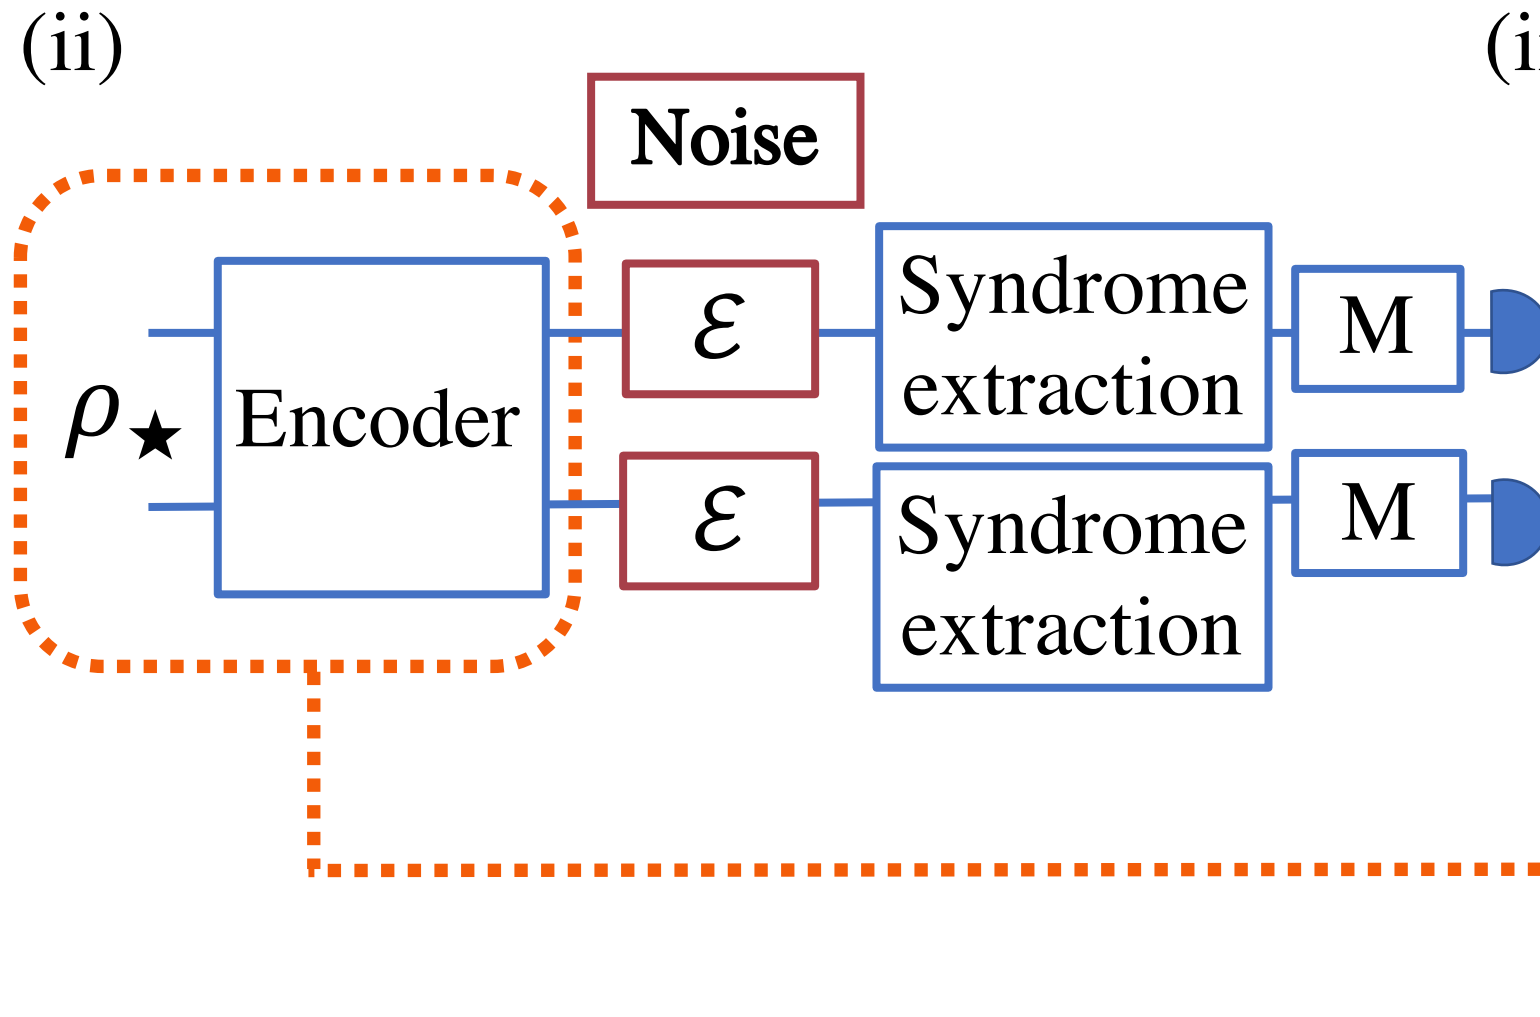 (ii)
Noise
ε
Syndrome
extraction
M
ρ★
Encoder
ε
Syndrome
extraction
M